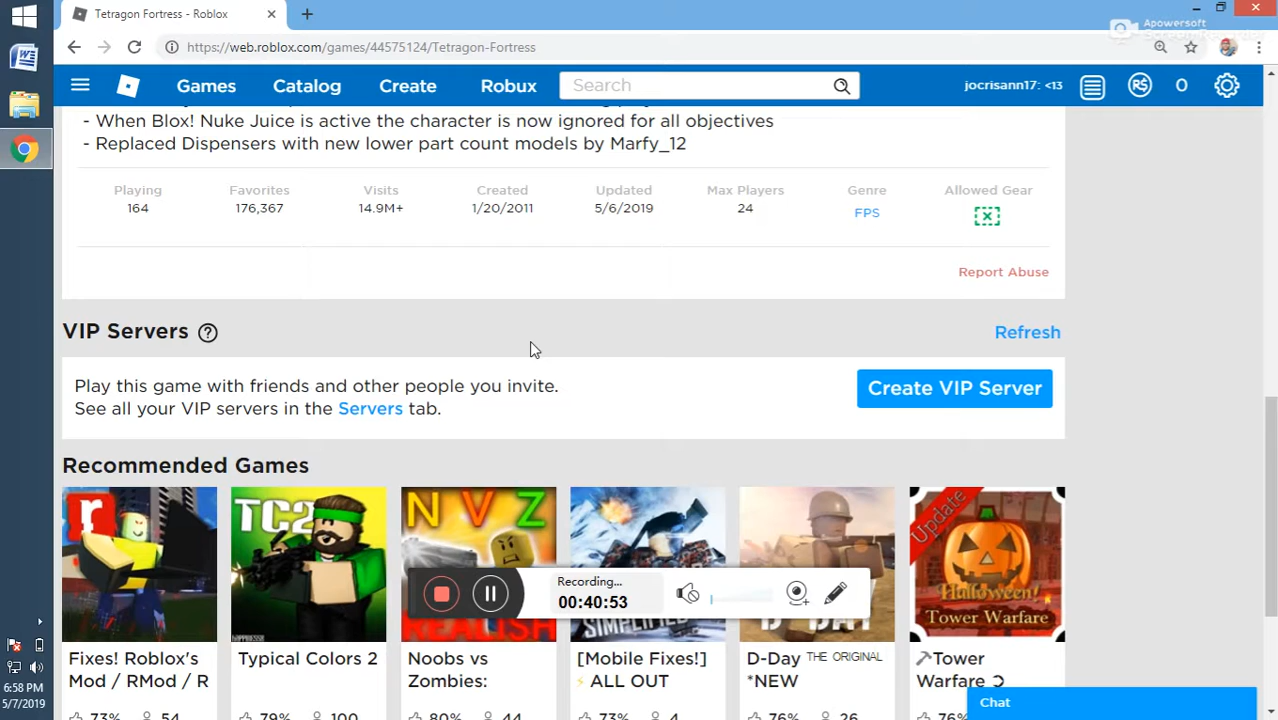 Tetragon Fortress - Roblox
Apowersoft
Screen Recorder
https://web.roblox.com/games/44575124/Tetragon-Fortress
Games Catalog Create Robux Search jocrisann17: <13 R$ 0
- When Blox! Nuke Juice is active the character is now ignored for all objectives
- Replaced Dispensers with new lower part count models by Marfy_12
Playing Favorites Visits Created Updated Max Players Genre Allowed Gear
164 176,367 14.9M+ 1/20/2011 5/6/2019 24 FPS
Report Abuse
VIP Servers ?
Refresh
Play this game with friends and other people you invite.
See all your VIP servers in the Servers tab.
Create VIP Server
Recommended Games
r
TC2
NVZ
REALISH
SIMPLIFIED
D-DAY
Update
Halloween!
Tower Warfare
Recording...
00:40:53
Fixes! Roblox's
Mod / RMod / R
Typical Colors 2
Noobs vs
Zombies:
[Mobile Fixes!]
⚡ ALL OUT
D-Day THE ORIGINAL
*NEW
Tower
Warfare
73% 54
79% 100
80% 44
73% 4
76% 26
76%
Chat
6:58 PM
5/7/2019